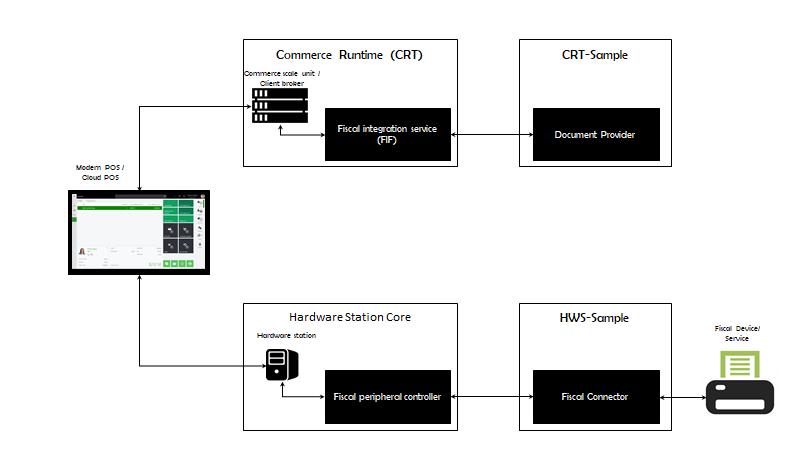 Commerce Runtime (CRT)
Commerce scale unit /
Client broker
Fiscal integration service
(FIF)
CRT-Sample
Document Provider
Modern POS /
Cloud POS
Hardware Station Core
Hardware station
Fiscal peripheral controller
HWS-Sample
Fiscal Connector
Fiscal Device/
Service